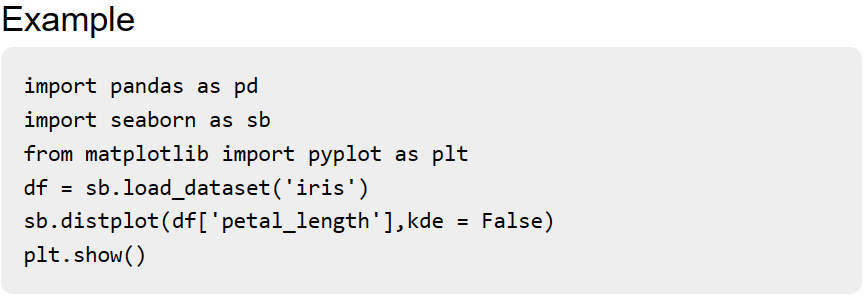 Example
import pandas as pd
import seaborn as sb
from matplotlib import pyplot as plt
df = sb.load_dataset('iris')
sb.distplot(df['petal_length'],kde = False)
plt.show()